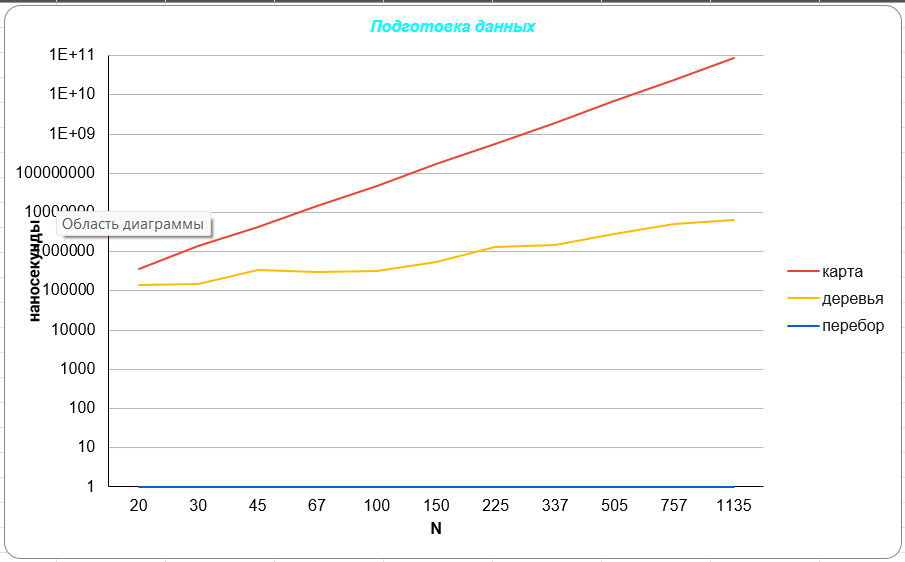 Подготовка данных
1E+11
1E+10
1E+09
100000000
10000000
Область диаграммы
1000000
100000
10000
1000
100
10
1
наносекунды
20 30 45 67 100 150 225 337 505 757 1135
N
карта
деревья
перебор